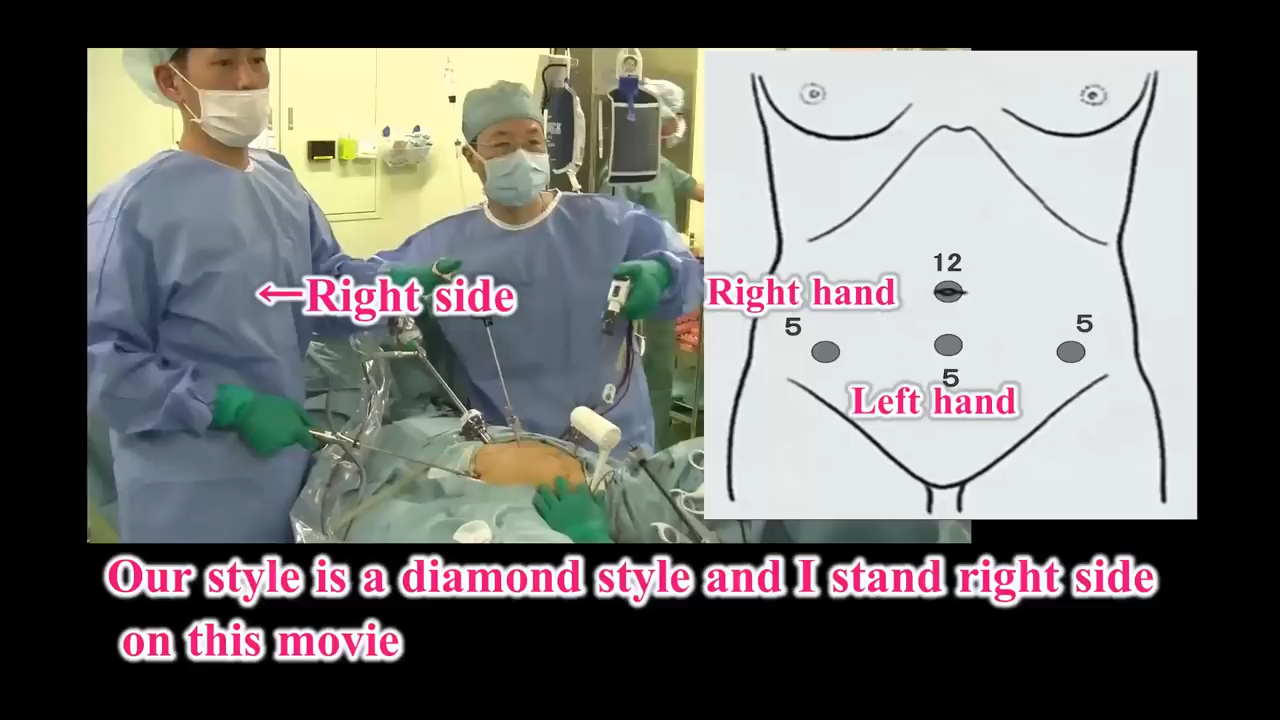 12
←Right side
Right hand
5
5
5
Left hand
Our style is a diamond style and I stand right side
on this movie